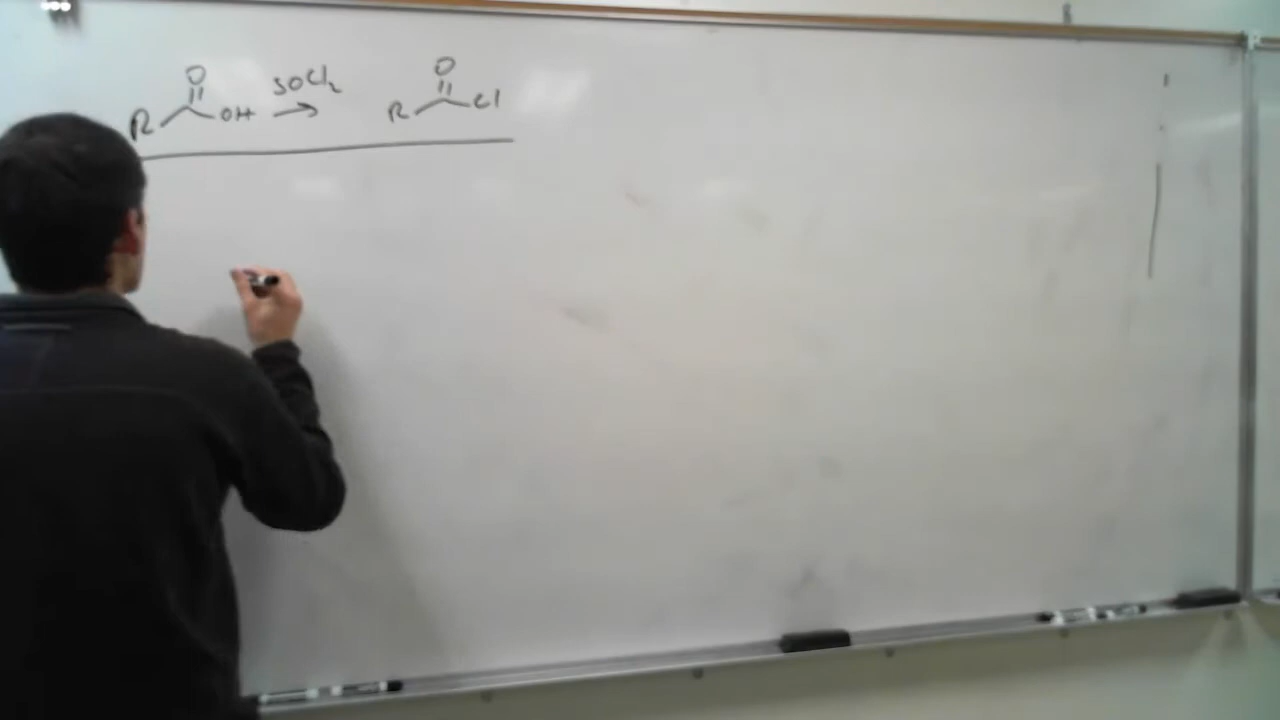 O SOCl₂ O
R OH → R Cl